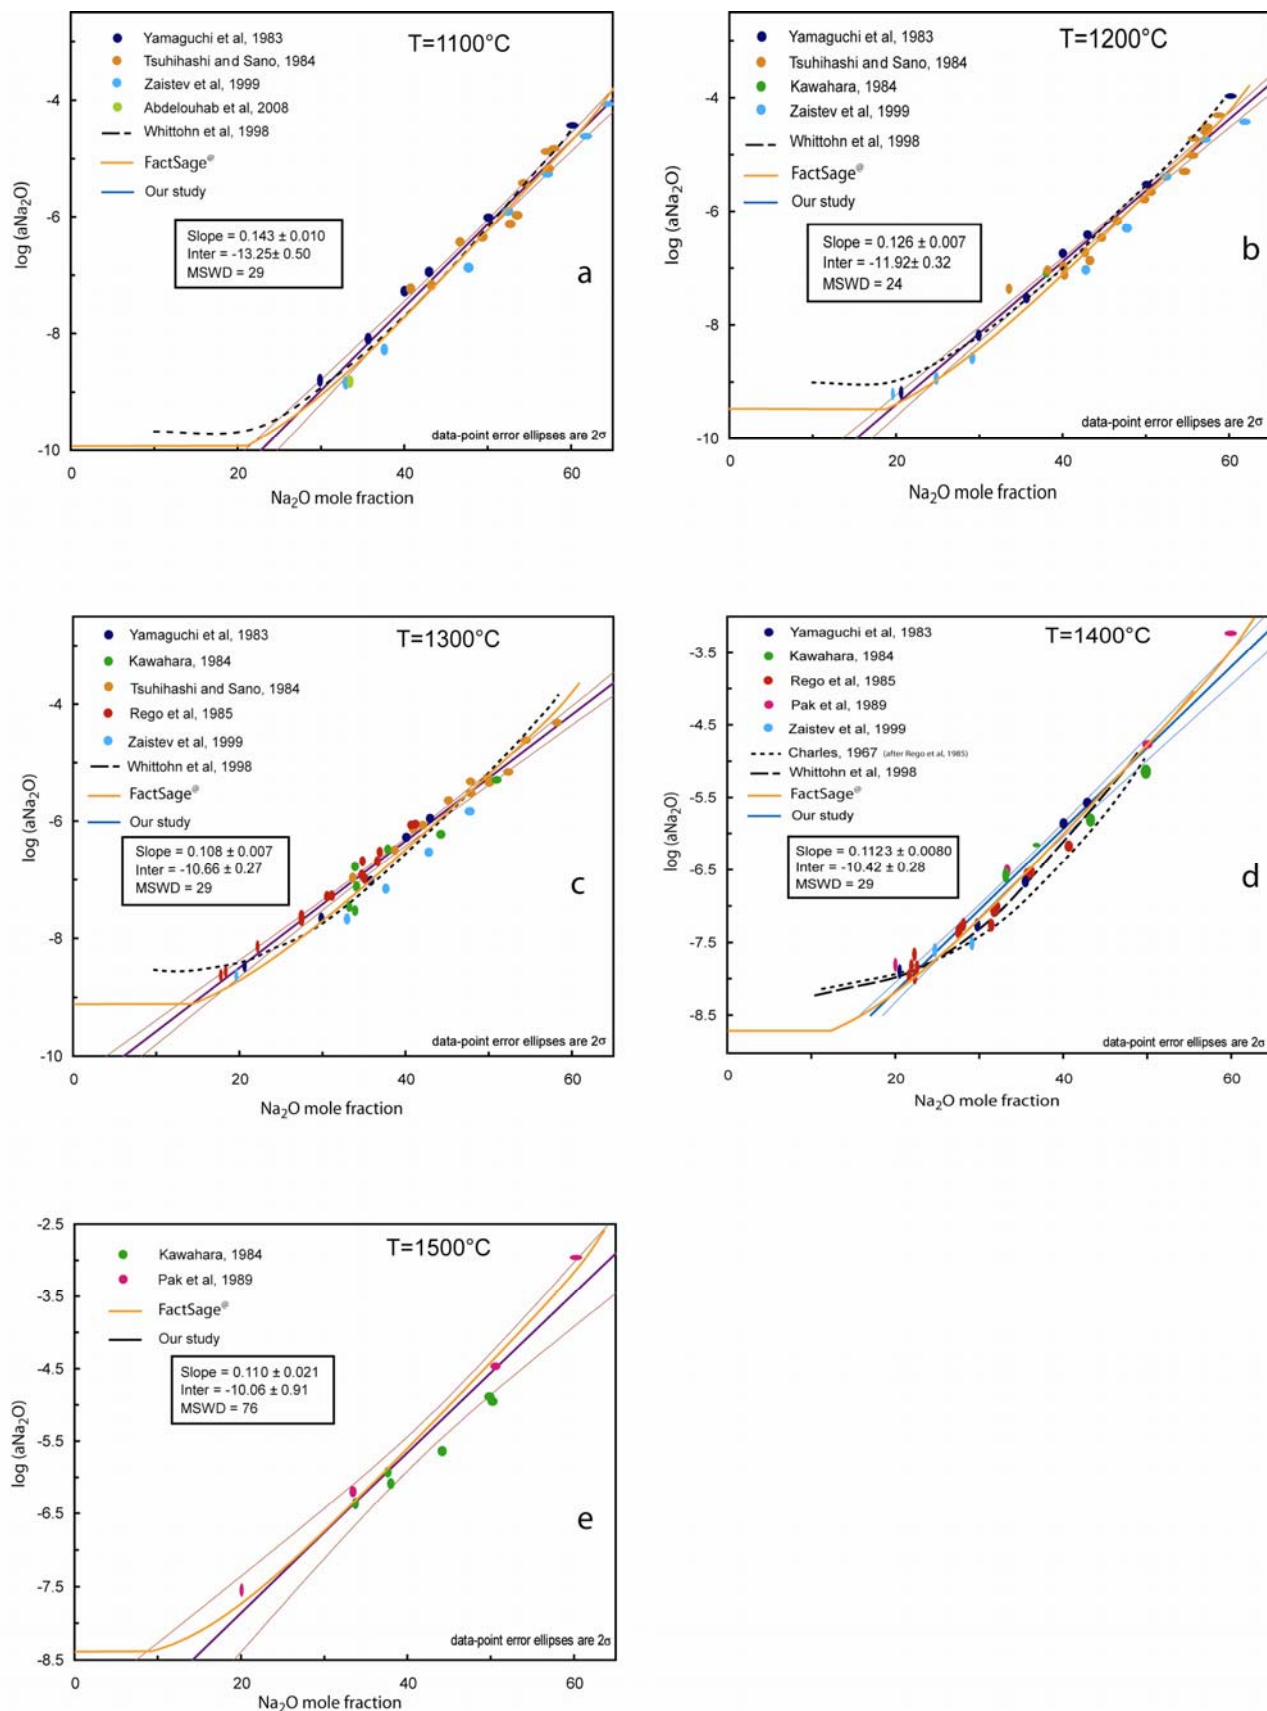 T=1100°C
Yamaguchi et al, 1983
Tsuhihashi and Sano, 1984
Zaistev et al, 1999
Abdelouhab et al, 2008
Whittohn et al, 1998
FactSage@
Our study
Slope = 0.143 ± 0.010
Inter = -13.25± 0.50
MSWD = 29
a
data-point error ellipses are 2σ
-4
-6
-8
-10
0 20 40 60
log (aNa₂O)
Na₂O mole fraction
T=1200°C
Yamaguchi et al, 1983
Tsuhihashi and Sano, 1984
Kawahara, 1984
Zaistev et al, 1999
Whittohn et al, 1998
FactSage@
Our study
Slope = 0.126 ± 0.007
Inter = -11.92± 0.32
MSWD = 24
b
data-point error ellipses are 2σ
-4
-6
-8
-10
0 20 40 60
log (aNa₂O)
Na₂O mole fraction
T=1300°C
Yamaguchi et al, 1983
Kawahara, 1984
Tsuhihashi and Sano, 1984
Rego et al, 1985
Zaistev et al, 1999
Whittohn et al, 1998
FactSage@
Our study
Slope = 0.108 ± 0.007
Inter = -10.66 ± 0.27
MSWD = 29
c
data-point error ellipses are 2σ
-4
-6
-8
-10
0 20 40 60
log (aNa₂O)
Na₂O mole fraction
T=1400°C
Yamaguchi et al, 1983
Kawahara, 1984
Rego et al, 1985
Pak et al, 1989
Zaistev et al, 1999
Charles, 1967 (after Rego et al, 1985)
Whittohn et al, 1998
FactSage@
Our study
Slope = 0.1123 ± 0.0080
Inter = -10.42 ± 0.28
MSWD = 29
d
data-point error ellipses are 2σ
-3.5
-4.5
-5.5
-6.5
-7.5
-8.5
0 20 40 60
log (aNa₂O)
Na₂O mole fraction
T=1500°C
Kawahara, 1984
Pak et al, 1989
FactSage@
Our study
Slope = 0.110 ± 0.021
Inter = -10.06 ± 0.91
MSWD = 76
e
data-point error ellipses are 2σ
-2.5
-3.5
-4.5
-5.5
-6.5
-7.5
-8.5
0 20 40 60
log (aNa₂O)
Na₂O mole fraction